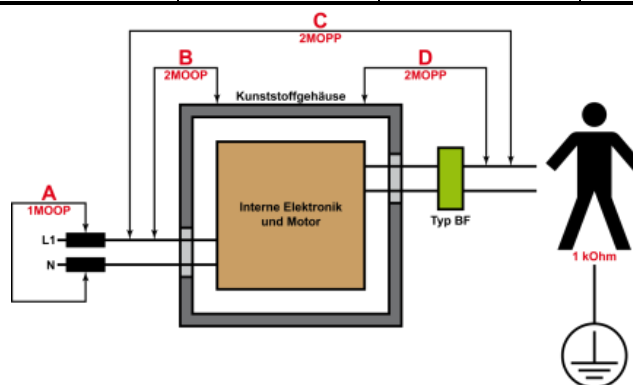 C
2MOPP
B
2MOOP
D
2MOPP
Kunststoffgehäuse
A
1MOOP
L1
N
Interne Elektronik
und Motor
Typ BF
1 kOhm